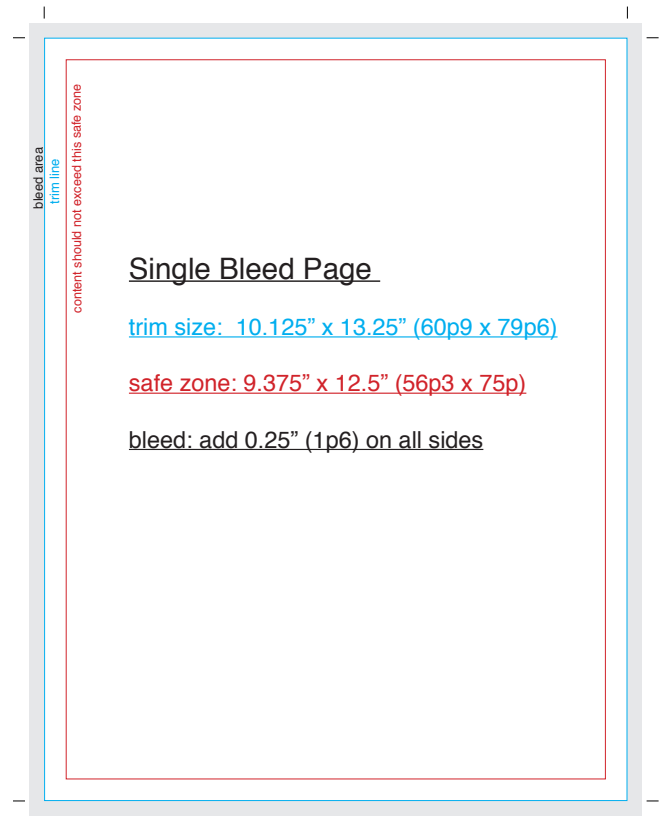 bleed area
trim line
content should not exceed this safe zone
Single Bleed Page
trim size:  10.125” x 13.25” (60p9 x 79p6)
safe zone: 9.375” x 12.5” (56p3 x 75p)
bleed: add 0.25” (1p6) on all sides